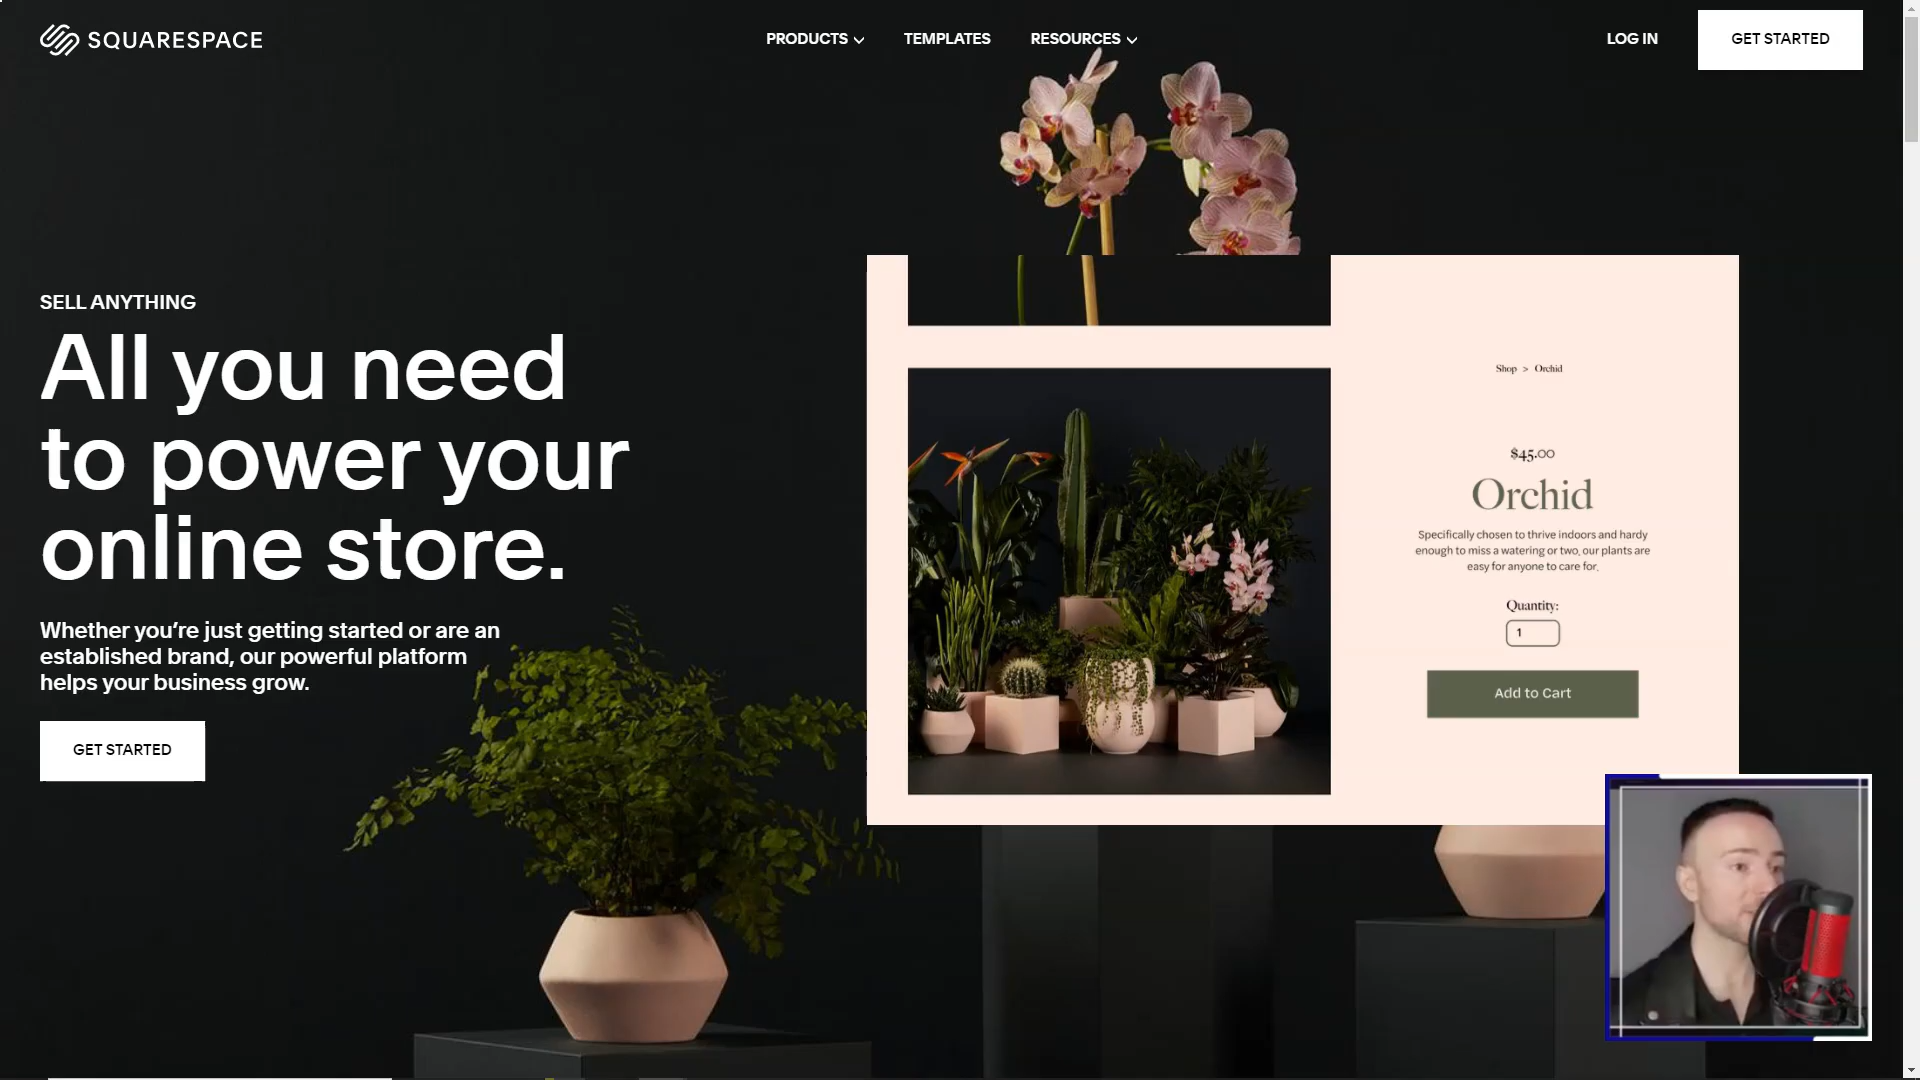 SQUARESPACE
PRODUCTS
TEMPLATES
RESOURCES
LOG IN
GET STARTED
SELL ANYTHING
All you need
to power your
online store.
Whether you’re just getting started or are an
established brand, our powerful platform
helps your business grow.
GET STARTED
Shop > Orchid
$45.00
Orchid
Specifically chosen to thrive indoors and hardy
enough to miss a watering or two, our plants are
easy for anyone to care for.
Quantity:
1
Add to Cart